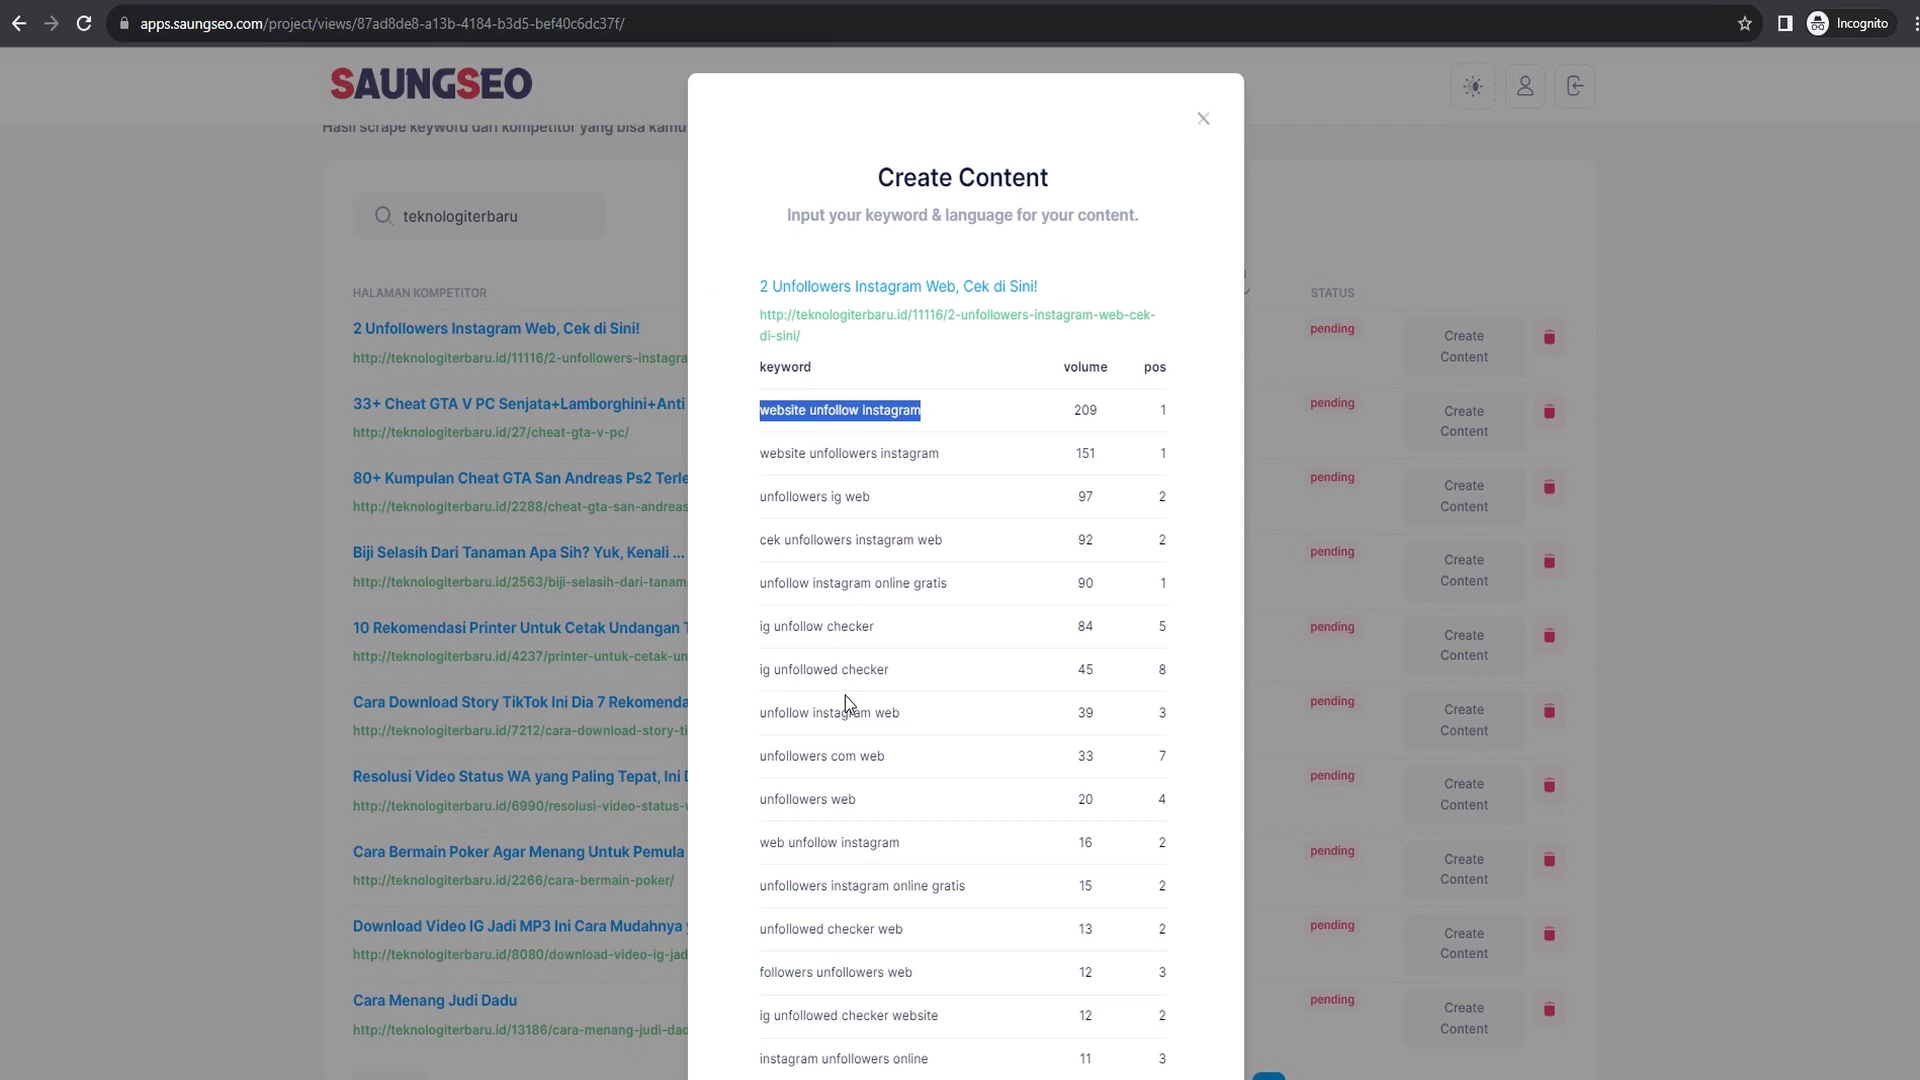 apps.saungseo.com/project/views/87ad8de8-a13b-4184-b3d5-bef40c6dc37f/
Incognito
SAUNGSEO
Hasil scrape keyword dari kompetitor yang bisa kamu
teknologiterbaru
HALAMAN KOMPETITOR
STATUS
2 Unfollowers Instagram Web, Cek di Sini!
http://teknologiterbaru.id/11116/2-unfollowers-instagra
pending
Create
Content
33+ Cheat GTA V PC Senjata+Lamborghini+Anti
http://teknologiterbaru.id/27/cheat-gta-v-pc/
pending
Create
Content
80+ Kumpulan Cheat GTA San Andreas Ps2 Terle
http://teknologiterbaru.id/2288/cheat-gta-san-andreas
pending
Create
Content
Biji Selasih Dari Tanaman Apa Sih? Yuk, Kenali ...
http://teknologiterbaru.id/2563/biji-selasih-dari-tanam
pending
Create
Content
10 Rekomendasi Printer Untuk Cetak Undangan T
http://teknologiterbaru.id/4237/printer-untuk-cetak-un
pending
Create
Content
Cara Download Story TikTok Ini Dia 7 Rekomenda
http://teknologiterbaru.id/7212/cara-download-story-ti
pending
Create
Content
Resolusi Video Status WA yang Paling Tepat, Ini D
http://teknologiterbaru.id/6990/resolusi-video-status-
pending
Create
Content
Cara Bermain Poker Agar Menang Untuk Pemula
http://teknologiterbaru.id/2266/cara-bermain-poker/
pending
Create
Content
Download Video IG Jadi MP3 Ini Cara Mudahnya
http://teknologiterbaru.id/8080/download-video-ig-jad
pending
Create
Content
Cara Menang Judi Dadu
http://teknologiterbaru.id/13186/cara-menang-judi-dad
pending
Create
Content
Create Content
Input your keyword & language for your content.
2 Unfollowers Instagram Web, Cek di Sini!
http://teknologiterbaru.id/11116/2-unfollowers-instagram-web-cek-
di-sini/
keyword volume pos
website unfollow instagram 209 1
website unfollowers instagram 151 1
unfollowers ig web 97 2
cek unfollowers instagram web 92 2
unfollow instagram online gratis 90 1
ig unfollow checker 84 5
ig unfollowed checker 45 8
unfollow instagram web 39 3
unfollowers com web 33 7
unfollowers web 20 4
web unfollow instagram 16 2
unfollowers instagram online gratis 15 2
unfollowed checker web 13 2
followers unfollowers web 12 3
ig unfollowed checker website 12 2
instagram unfollowers online 11 3